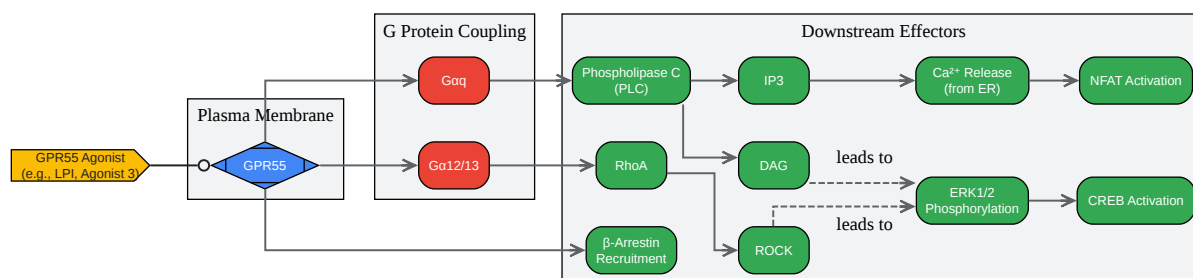 G Protein Coupling
Downstream Effectors
Gαq
Phospholipase C
(PLC)
IP3
Ca²⁺ Release
(from ER)
NFAT Activation
Plasma Membrane
GPR55 Agonist
(e.g., LPI, Agonist 3)
GPR55
Gα12/13
RhoA
DAG
leads to
ERK1/2
Phosphorylation
CREB Activation
leads to
β-Arrestin
Recruitment
ROCK